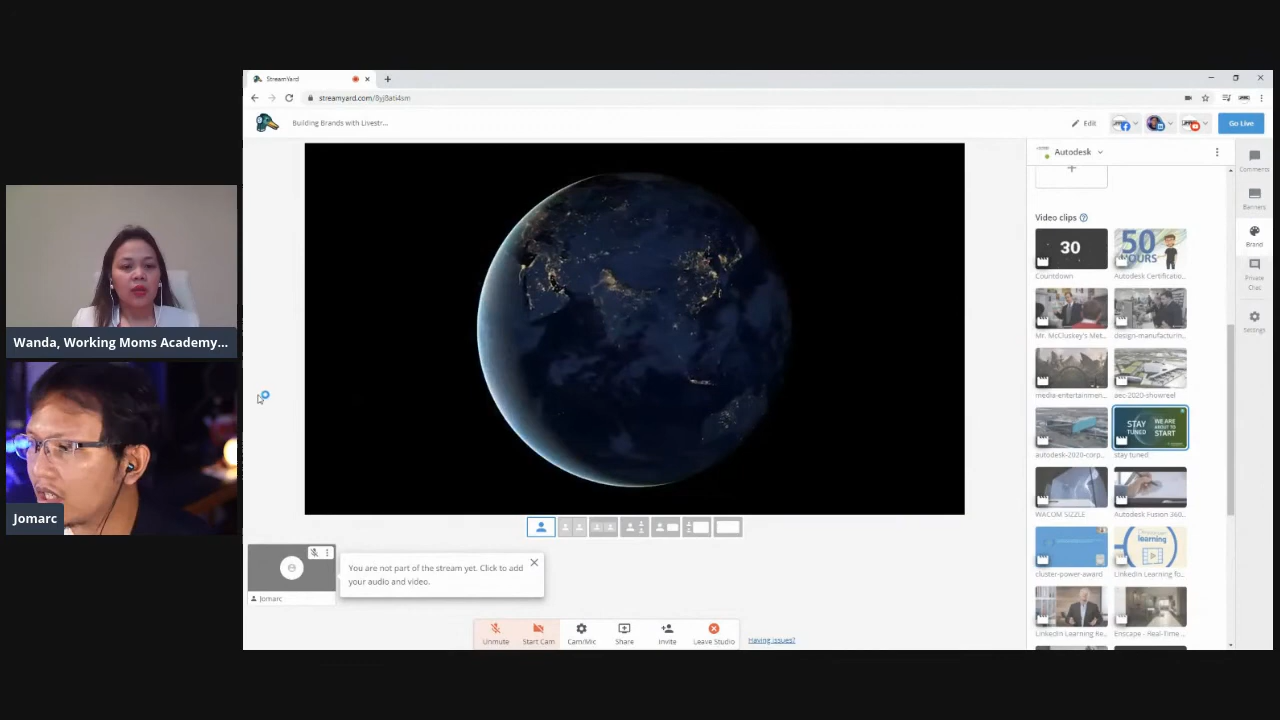 StreamYard
streamyard.com/8yj8ati4sm
Building Brands with Livestr...
Edit
Go Live
Autodesk
Comments
Banners
Brand
Private
Chat
Settings
Video clips
30
Countdown
50
HOURS
Autodesk Certificatio...
Mr. McCluskey's Met...
design-manufacturin...
media-entertainmen...
aec-2020-showreel
autodesk-2020-corp...
STAY
TUNED
WE ARE
ABOUT TO
START
stay tuned
WACOM SIZZLE
Autodesk Fusion 360...
cluster-power-award
learning
LinkedIn Learning fo...
LinkedIn Learning Re...
Enscape - Real-Time ...
Wanda, Working Moms Academy...
Jomarc
You are not part of the stream yet. Click to add
your audio and video.
Jomarc
Unmute
Start Cam
Cam/Mic
Share
Invite
Leave Studio
Having issues?